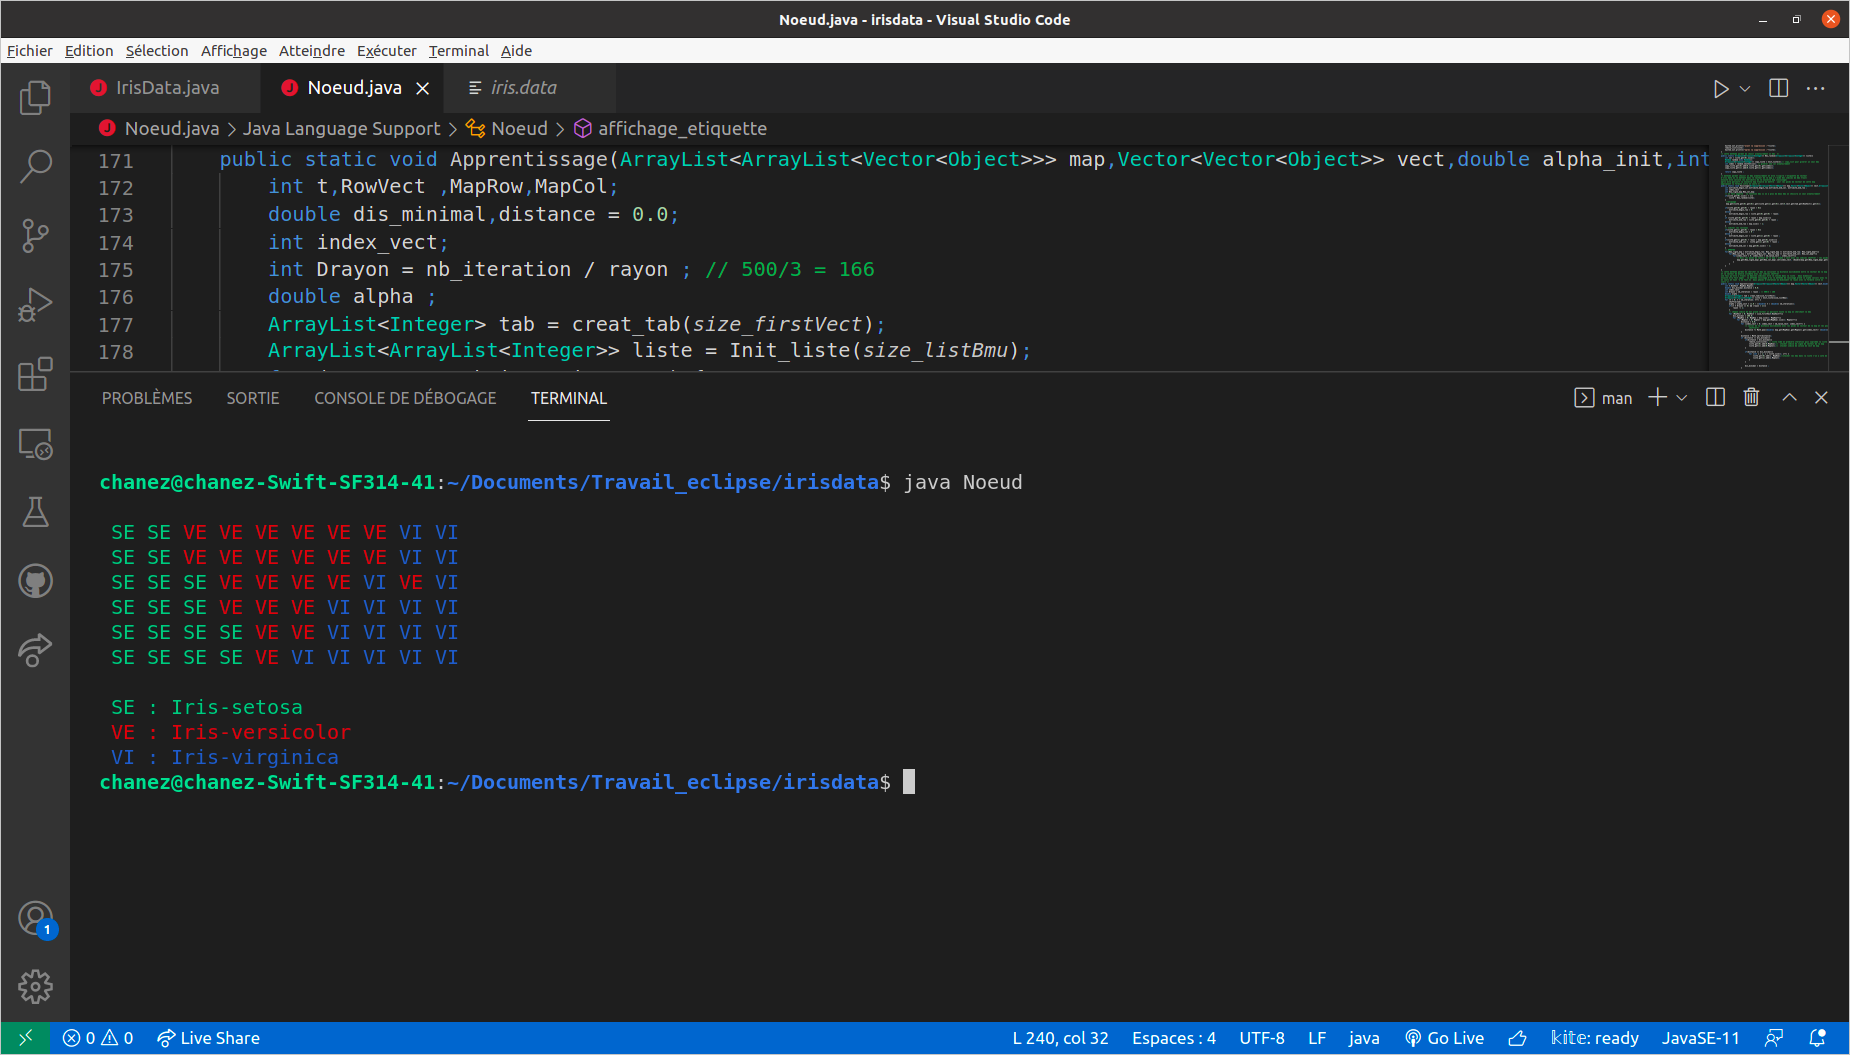 Noeud.java - irisdata - Visual Studio Code
Fichier Edition Sélection Affichage Atteindre Exécuter Terminal Aide
IrisData.java Noeud.java iris.data
Noeud.java > Java Language Support > Noeud > affichage_etiquette
171 public static void Apprentissage(ArrayList<ArrayList<Vector<Object>>> map,Vector<Vector<Object>> vect,double alpha_init,int
172 int t,RowVect ,MapRow,MapCol;
173 double dis_minimal,distance = 0.0;
174 int index_vect;
175 int Drayon = nb_iteration / rayon ; // 500/3 = 166
176 double alpha ;
177 ArrayList<Integer> tab = creat_tab(size_firstVect);
178 ArrayList<ArrayList<Integer>> liste = Init_liste(size_listBmu);
PROBLÈMES SORTIE CONSOLE DE DÉBOGAGE TERMINAL man
chanez@chanez-Swift-SF314-41:~/Documents/Travail_eclipse/irisdata$ java Noeud
SE SE VE VE VE VE VE VE VI VI
SE SE VE VE VE VE VE VE VI VI
SE SE SE VE VE VE VE VI VE VI
SE SE SE VE VE VE VI VI VI VI
SE SE SE SE VE VE VI VI VI VI
SE SE SE SE VE VI VI VI VI VI
SE : Iris-setosa
VE : Iris-versicolor
VI : Iris-virginica
chanez@chanez-Swift-SF314-41:~/Documents/Travail_eclipse/irisdata$
1
0 0 Live Share L 240, col 32 Espaces : 4 UTF-8 LF java Go Live kite: ready JavaSE-11